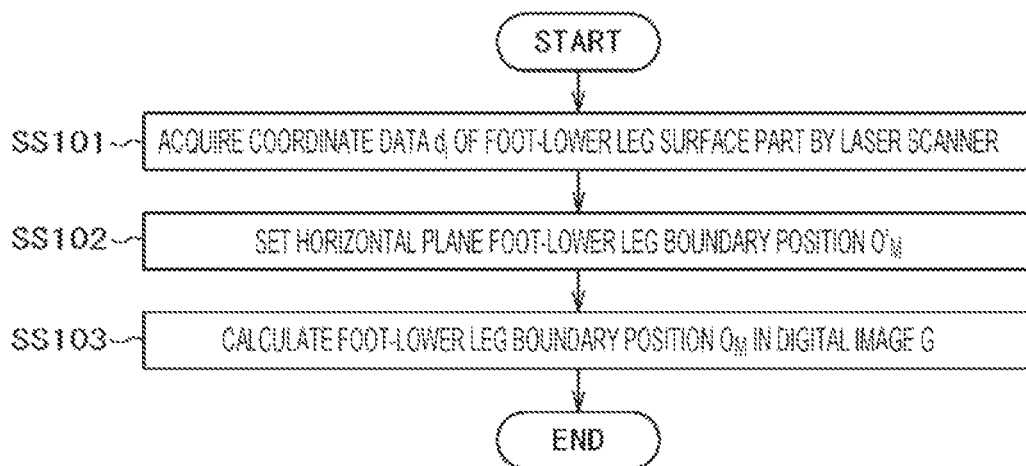 START
SS101 ACQUIRE COORDINATE DATA dᵢ OF FOOT-LOWER LEG SURFACE PART BY LASER SCANNER
SS102 SET HORIZONTAL PLANE FOOT-LOWER LEG BOUNDARY POSITION O'M
SS103 CALCULATE FOOT-LOWER LEG BOUNDARY POSITION OM IN DIGITAL IMAGE G
END